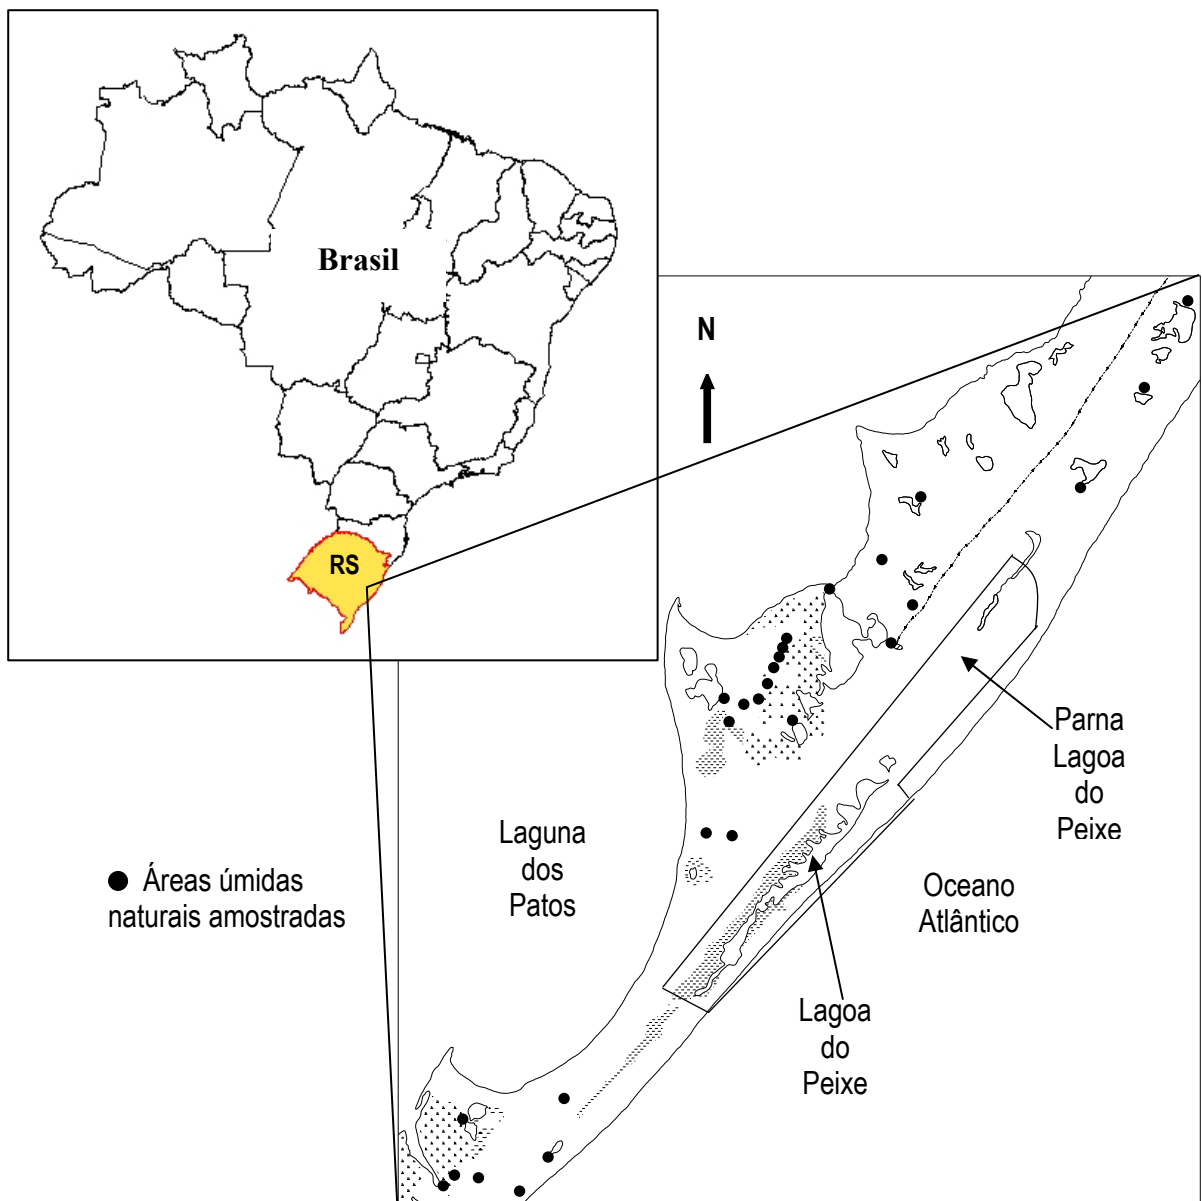 Brasil
RS
N
Parna
Lagoa
do
Peixe
Laguna
dos
Patos
Áreas úmidas
naturais amostradas
Oceano
Atlântico
Lagoa
do
Peixe